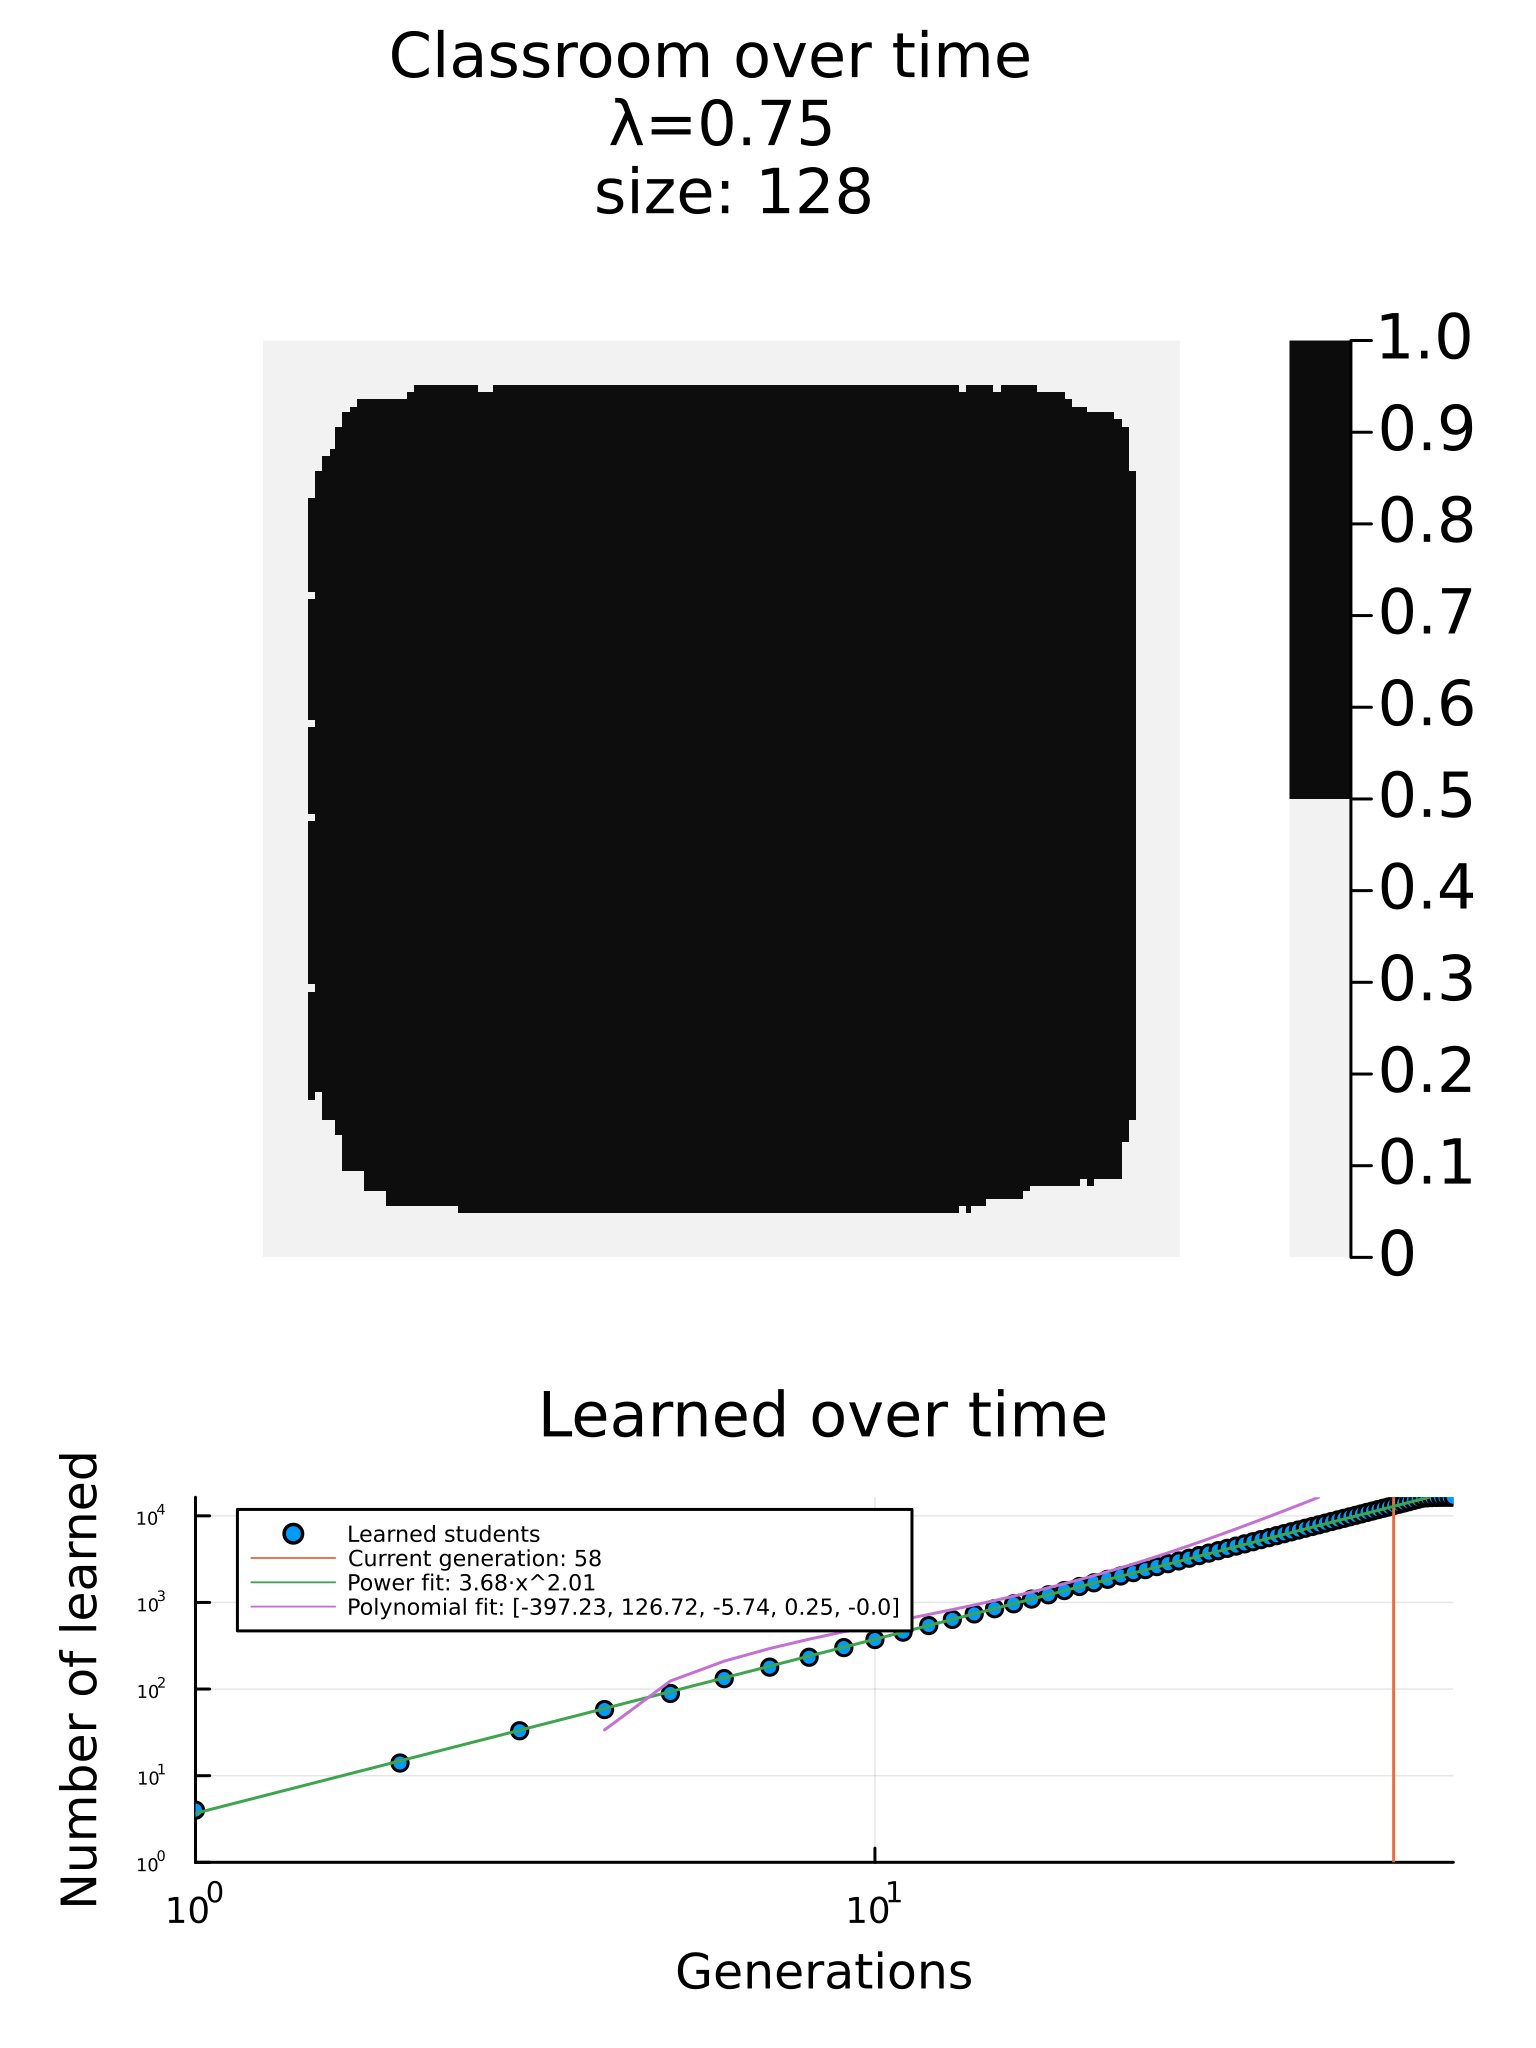 Classroom over time
λ=0.75
size: 128
1.0
0.9
0.8
0.7
0.6
0.5
0.4
0.3
0.2
0.1
0
Learned over time
Number of learned
10^4
10^3
10^2
10^1
10^0
Learned students
Current generation: 58
Power fit: 3.68·x^2.01
Polynomial fit: [-397.23, 126.72, -5.74, 0.25, -0.0]
10^0 10^1
Generations